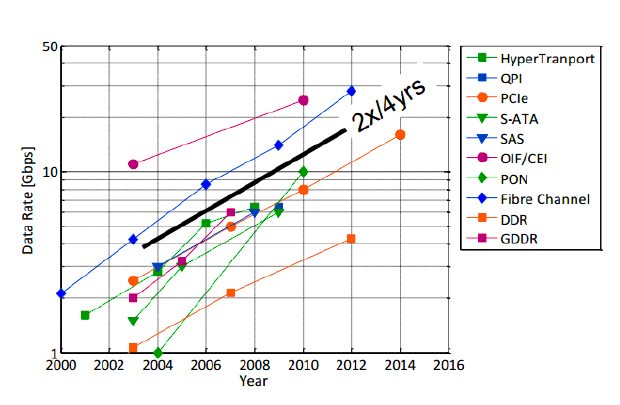 50
10
1
Data Rate [Gbps]
2000 2002 2004 2006 2008 2010 2012 2014 2016
Year
2x/4yrs
HyperTranport
QPI
PCIe
S-ATA
SAS
OIF/CEI
PON
Fibre Channel
DDR
GDDR